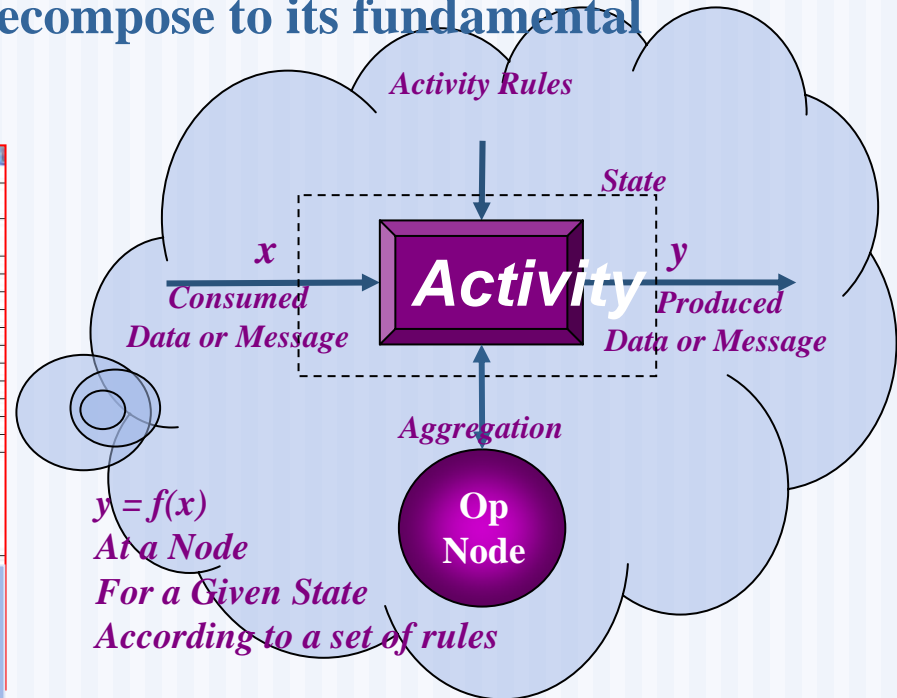 ecompose to its fundamental
Activity Rules
State
x
y
Activity
Consumed
Data or Message
Produced
Data or Message
Aggregation
Op
Node
y = f(x)
At a Node
For a Given State
According to a set of rules